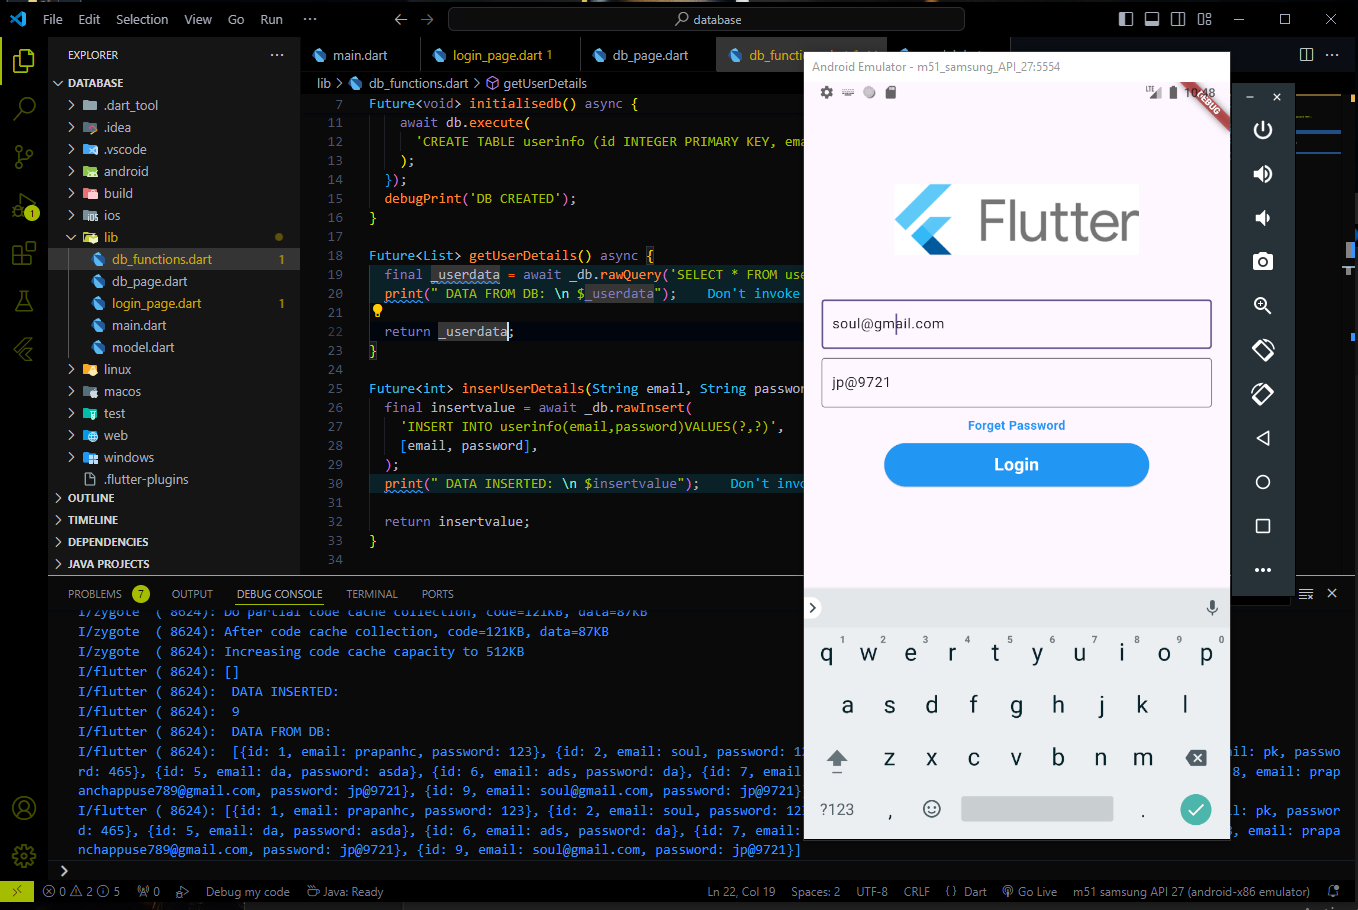 File Edit Selection View Go Run ··· database
EXPLORER ···
DATABASE
.dart_tool
.idea
.vscode
android
build
ios
lib
db_functions.dart 1
db_page.dart
login_page.dart 1
main.dart
model.dart
linux
macos
test
web
windows
.flutter-plugins
OUTLINE
TIMELINE
DEPENDENCIES
JAVA PROJECTS
1
main.dart login_page.dart 1 db_page.dart
lib > db_functions.dart > getUserDetails
7 Future<void> initialisedb() async {
11 await db.execute(
12 'CREATE TABLE userinfo (id INTEGER PRIMARY KEY,
13 );
14 });
15 debugPrint('DB CREATED');
16 }
17
18 Future<List> getUserDetails() async {
19 final _userdata = await _db.rawQuery('SELECT * FROM
20 print(" DATA FROM DB: \n $_userdata"); Don't invoke
21
22 return _userdata;
23 }
24
25 Future<int> inserUserDetails(String email, String
26 final insertvalue = await _db.rawInsert(
27 'INSERT INTO userinfo(email,password)VALUES(?,?)',
28 [email, password],
29 );
30 print(" DATA INSERTED: \n $insertvalue"); Don't
31
32 return insertvalue;
33 }
34
PROBLEMS 7 OUTPUT DEBUG CONSOLE TERMINAL PORTS
I/zygote ( 8624): Do partial code cache collection, code=121KB, data=87KB
I/zygote ( 8624): After code cache collection, code=121KB, data=87KB
I/zygote ( 8624): Increasing code cache capacity to 512KB
I/flutter ( 8624): []
I/flutter ( 8624): DATA INSERTED:
I/flutter ( 8624): 9
I/flutter ( 8624): DATA FROM DB:
I/flutter ( 8624): [{id: 1, email: prapanhc, password: 123}, {id: 2, email: soul, password: il: pk, passwo
rd: 465}, {id: 5, email: da, password: asda}, {id: 6, email: ads, password: da}, {id: 7, email 8, email: prap
anchappuse789@gmail.com, password: jp@9721}, {id: 9, email: soul@gmail.com, password: jp@9721}
I/flutter ( 8624): [{id: 1, email: prapanhc, password: 123}, {id: 2, email: soul, password: email: pk, passwor
d: 465}, {id: 5, email: da, password: asda}, {id: 6, email: ads, password: da}, {id: 7, email: email: prapa
nchappuse789@gmail.com, password: jp@9721}, {id: 9, email: soul@gmail.com, password: jp@9721}]
>
0 2 5 0 Debug my code Java: Ready Ln 22, Col 19 Spaces: 2 UTF-8 CRLF {} Dart Go Live m51 samsung API 27 (android-x86 emulator)
Android Emulator - m51_samsung_API_27:5554
LTE 10:48
DEBUG
Flutter
soul@gmail.com
jp@9721
Forget Password
Login
1 2 3 4 5 6 7 8 9 0
q w e r t y u i o p
a s d f g h j k l
z x c v b n m
?123 , .